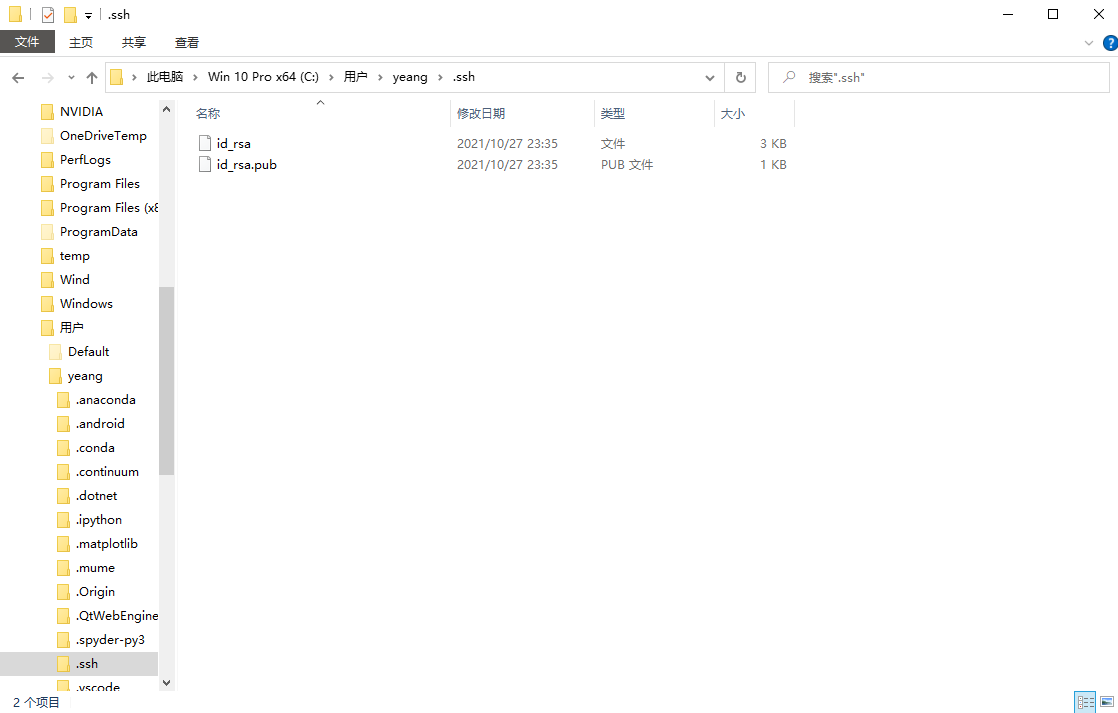 .ssh
文件 主页 共享 查看
此电脑 Win 10 Pro x64 (C:) 用户 yeang .ssh
搜索".ssh"
NVIDIA
OneDriveTemp
PerfLogs
Program Files
Program Files (x8
ProgramData
temp
Wind
Windows
用户
Default
yeang
.anaconda
.android
.conda
.continuum
.dotnet
.ipython
.matplotlib
.mume
.Origin
.QtWebEngine
.spyder-py3
.ssh
.vscode
名称 修改日期 类型 大小
id_rsa 2021/10/27 23:35 文件 3 KB
id_rsa.pub 2021/10/27 23:35 PUB 文件 1 KB
2 个项目